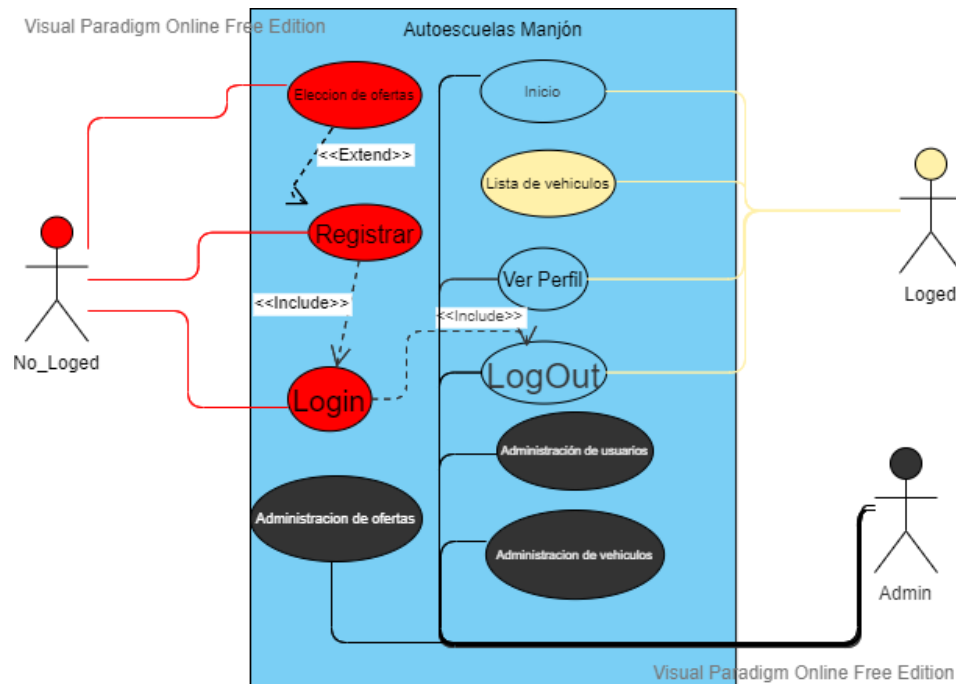 Visual Paradigm Online Free Edition
Autoescuelas Manjón
Eleccion de ofertas
Inicio
<<Extend>>
Lista de vehiculos
Registrar
Ver Perfil
Loged
<<Include>>
<<Include>>
No_Loged
LogOut
Login
Administración de usuarios
Administracion de ofertas
Administracion de vehiculos
Admin
Visual Paradigm Online Free Edition